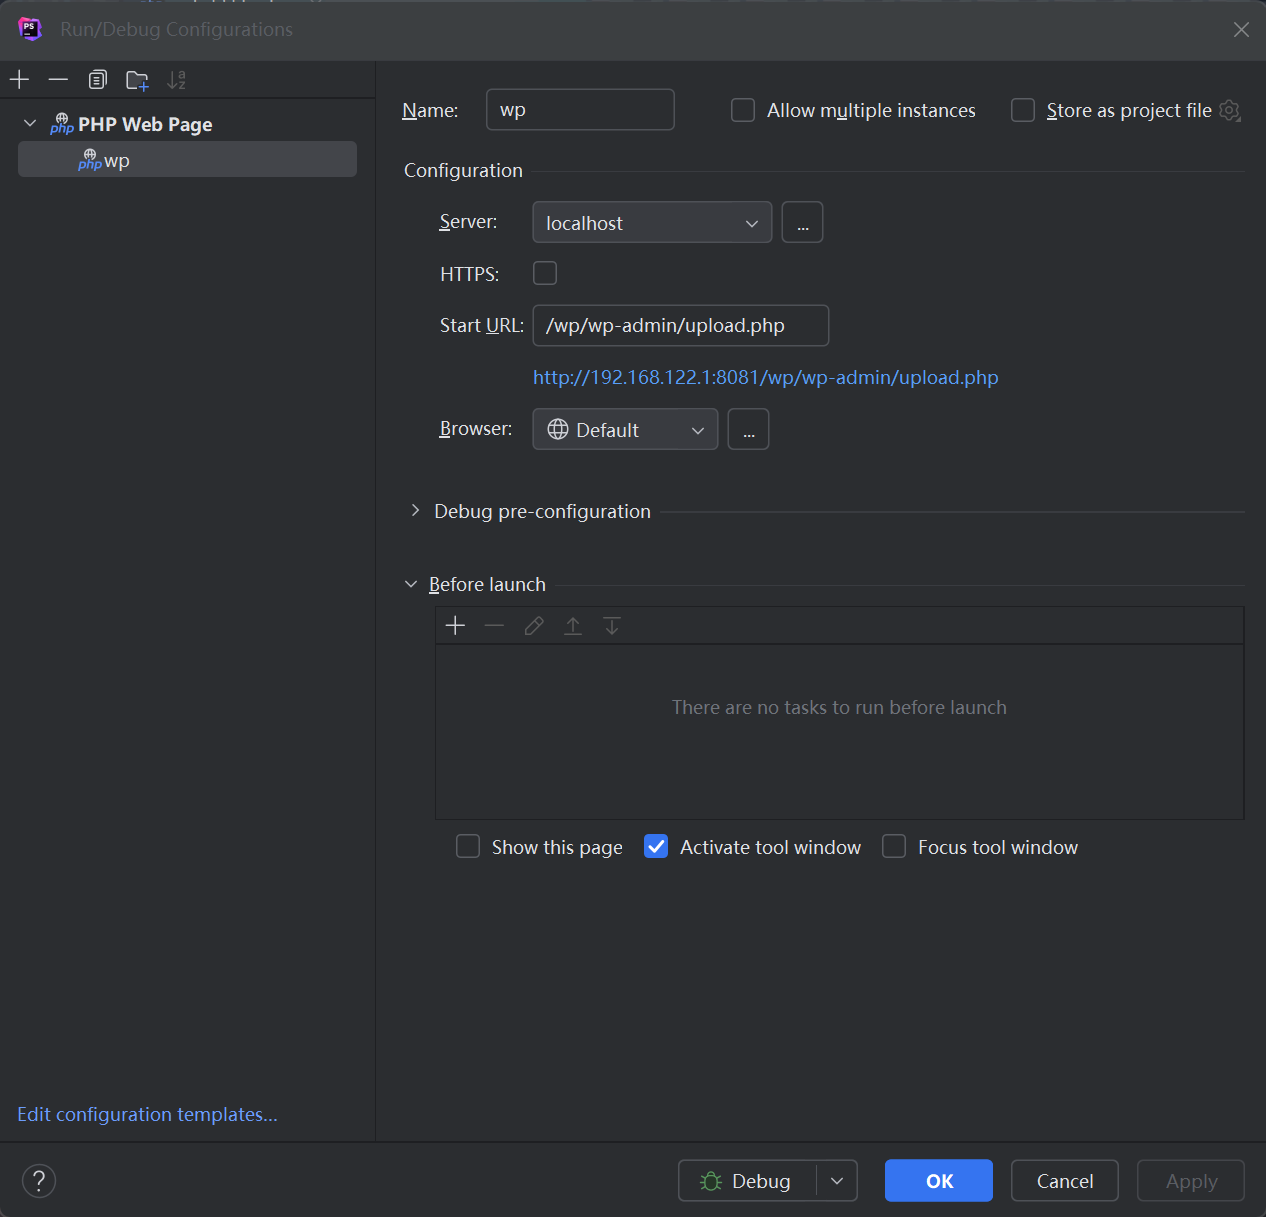 PS
Run/Debug Configurations
php PHP Web Page
php wp
Name: wp
Allow multiple instances
Store as project file
Configuration
Server: localhost ...
HTTPS:
Start URL: /wp/wp-admin/upload.php
http://192.168.122.1:8081/wp/wp-admin/upload.php
Browser: Default ...
Debug pre-configuration
Before launch
There are no tasks to run before launch
Show this page
Activate tool window
Focus tool window
Edit configuration templates...
?
Debug
OK
Cancel
Apply